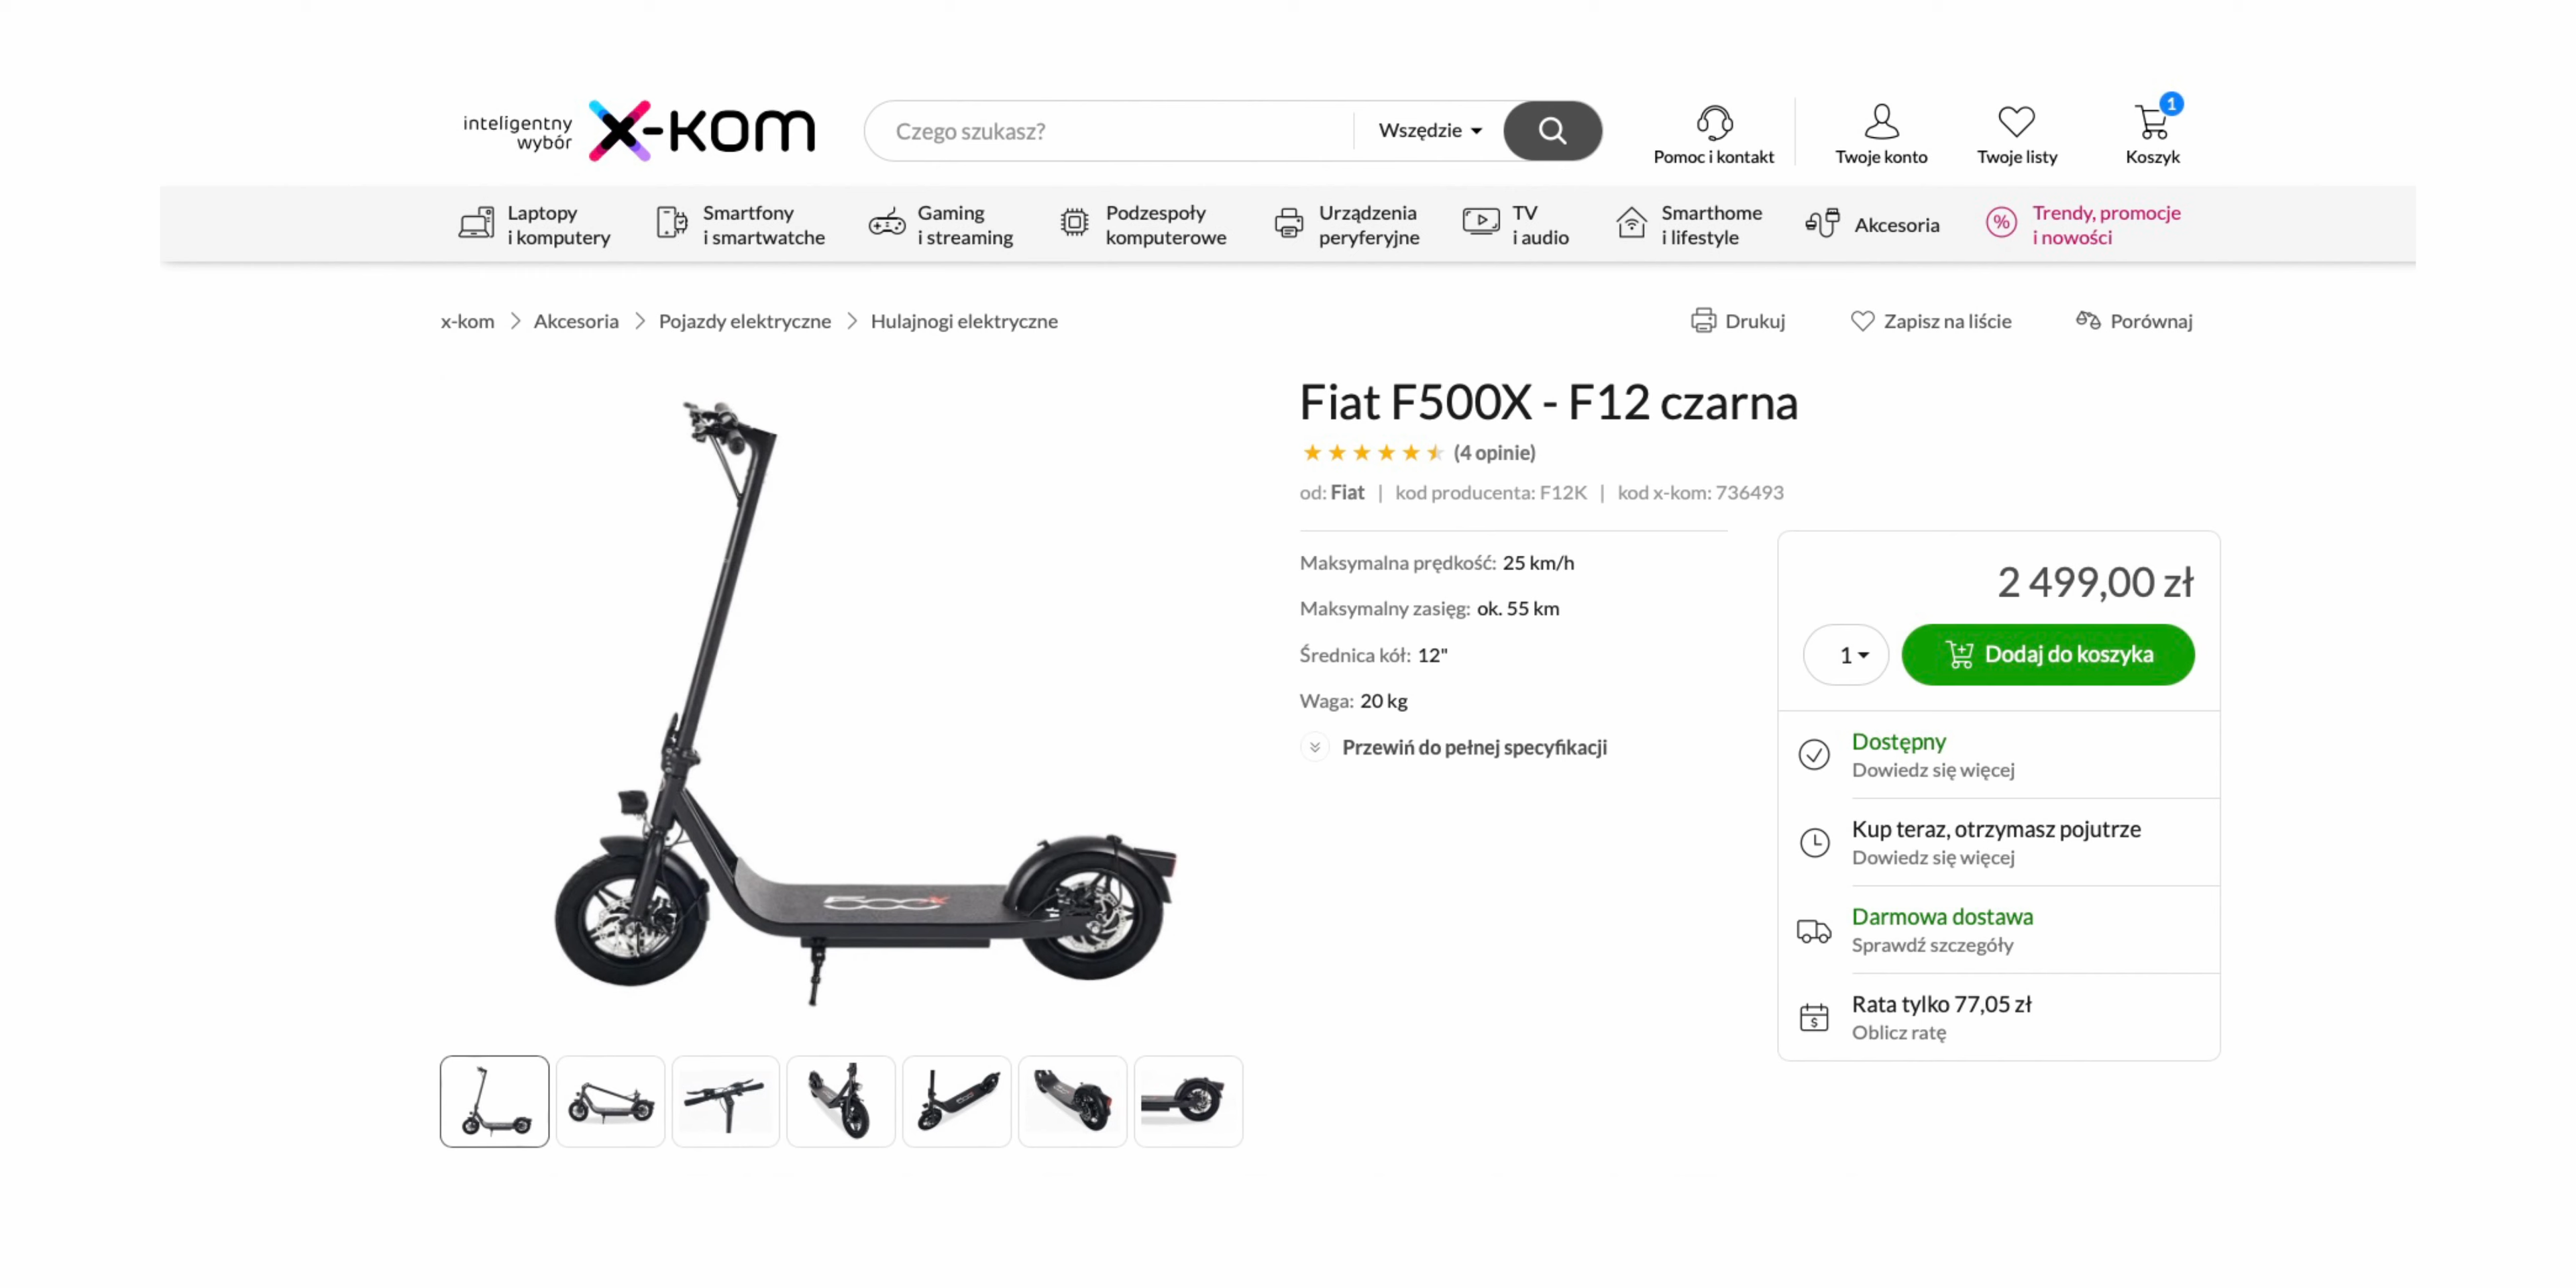 inteligentny
wybór
x-kom
Czego szukasz?
Wszędzie
Pomoc i kontakt
Twoje konto
Twoje listy
1
Koszyk
Laptopy
i komputery
Smartfony
i smartwatche
Gaming
i streaming
Podzespoły
komputerowe
Urządzenia
peryferyjne
TV
i audio
Smarthome
i lifestyle
Akcesoria
%
Trendy, promocje
i nowości
x-kom > Akcesoria > Pojazdy elektryczne > Hulajnogi elektryczne
Drukuj
Zapisz na liście
Porównaj
500X
Fiat F500X - F12 czarna
(4 opinie)
od: Fiat | kod producenta: F12K | kod x-kom: 736493
Maksymalna prędkość: 25 km/h
Maksymalny zasięg: ok. 55 km
Średnica kół: 12"
Waga: 20 kg
Przewiń do pełnej specyfikacji
2 499,00 zł
1
Dodaj do koszyka
Dostępny
Dowiedz się więcej
Kup teraz, otrzymasz pojutrze
Dowiedz się więcej
Darmowa dostawa
Sprawdź szczegóły
Rata tylko 77,05 zł
Oblicz ratę